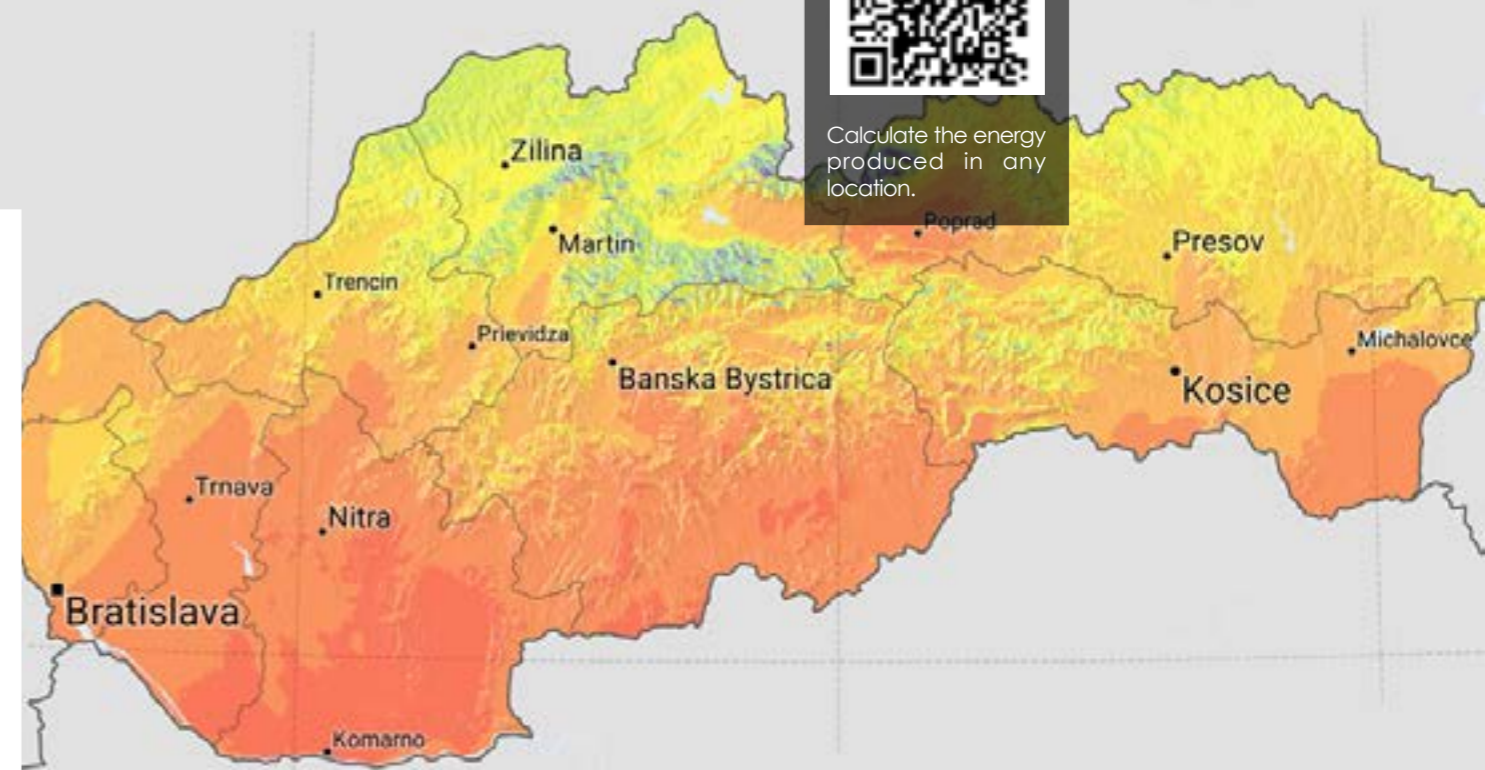 Calculate the energy
produced in any
location.
Zilina
Martin
Poprad
Presov
Trencin
Prievidza
Michalovce
Banska Bystrica
Kosice
Trnava
Nitra
Bratislava
Komarno